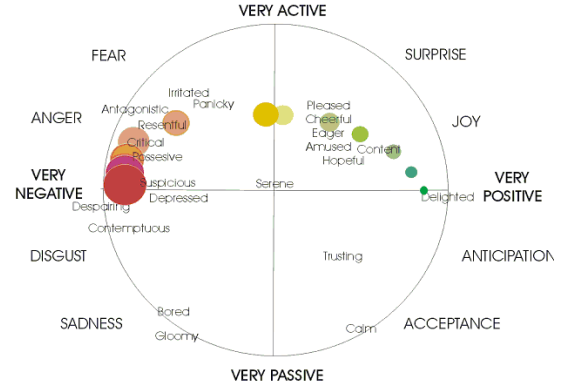 VERY ACTIVE
FEAR
SURPRISE
Irritated
Panicky
Pleased
Antagonistic
Cheerful
ANGER
Resentful
JOY
Eager
Critical
Amused
Content
Possesive
Hopeful
VERY
NEGATIVE
Suspicious
Serene
VERY
POSITIVE
Depressed
Delighted
Despairing
Contemptuous
DISGUST
Trusting
ANTICIPATION
Bored
SADNESS
Gloomy
Calm
ACCEPTANCE
VERY PASSIVE